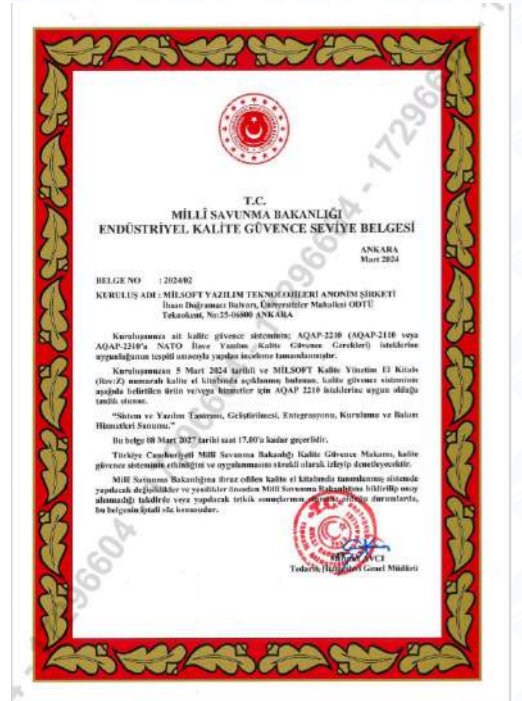 T.C.
MİLLÎ SAVUNMA BAKANLIĞI
ENDÜSTRİYEL KALİTE GÜVENCE SEVİYE BELGESİ
ANKARA
Mart 2024
BELGE NO : 2024/02
KURULUŞ ADI : MİLSOFT YAZILIM TEKNOLOJİLERİ ANONİM ŞİRKETİ
İhsan Doğramacı Bulvarı, Üniversiteler Mahallesi ODTÜ
Teknokent, No:25-06800 ANKARA
Kuruluşunuza ait kalite güvence sisteminin; AQAP-2210 (AQAP-2110 veya
AQAP-2310'a NATO İlave Yazılım Kalite Güvence Gerekleri) isteklerine
uygunluğunun tespiti amacıyla yapılan inceleme tamamlanmıştır.
Kuruluşunuzun 5 Mart 2024 tarihli ve MİLSOFT Kalite Yönetim El Kitabı
(Rev:Z) numaralı kalite el kitabında açıklanmış bulunan, kalite güvence sisteminin
aşağıda belirtilen ürün ve/veya hizmetler için AQAP 2210 isteklerine uygun olduğu
tasdik olunur.
“Sistem ve Yazılım Tasarımı, Geliştirilmesi, Entegrasyonu, Kurulumu ve Bakım
Hizmetleri Sunumu.”
Bu belge 08 Mart 2027 tarihi saat 17.00'a kadar geçerlidir.
Türkiye Cumhuriyeti Millî Savunma Bakanlığı Kalite Güvence Makamı, kalite
güvence sisteminin etkinliğini ve uygulanmasını sürekli olarak izleyip denetleyecektir.
Millî Savunma Bakanlığına ibraz edilen kalite el kitabında tanımlanmış sistemde
yapılacak değişiklikler ve yenilikler önceden Millî Savunma Bakanlığına bildirilip onay
alınmadığı takdirde veya yapılacak tetkik sonuçlarının olumsuz olduğu durumlarda,
bu belgenin iptali söz konusudur.
AVCI
Tedarik Hizmetleri Genel Müdürü